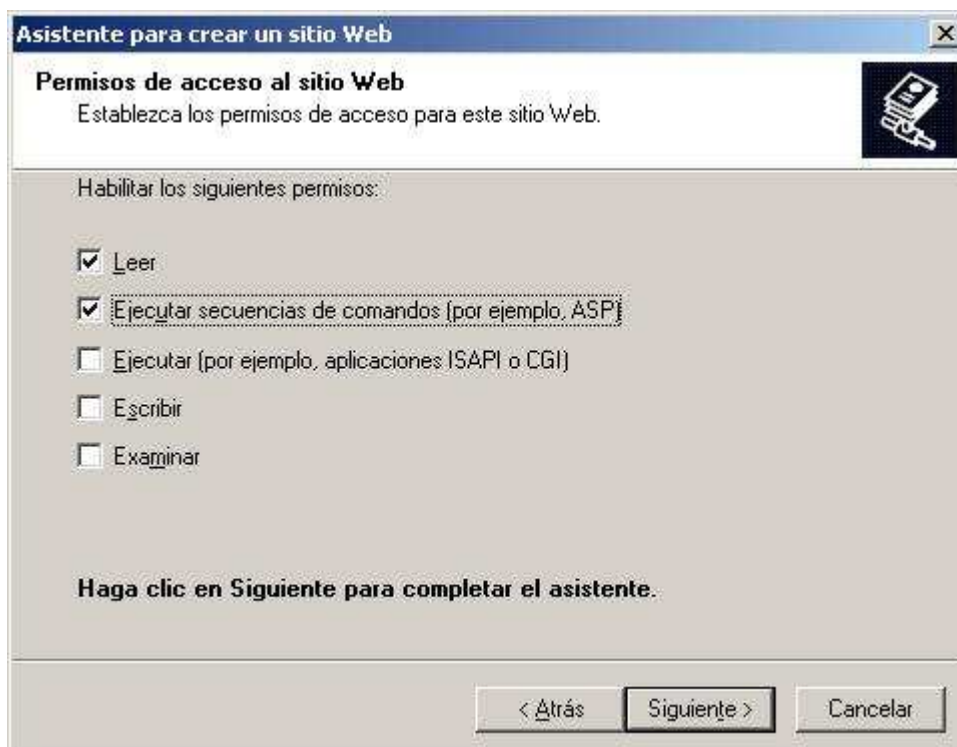 Asistente para crear un sitio Web
Permisos de acceso al sitio Web
Establezca los permisos de acceso para este sitio Web.
Habilitar los siguientes permisos:
Leer
Ejecutar secuencias de comandos (por ejemplo, ASP)
Ejecutar (por ejemplo, aplicaciones ISAPI o CGI)
Escribir
Examinar
Haga clic en Siguiente para completar el asistente.
< Atrás Siguiente > Cancelar